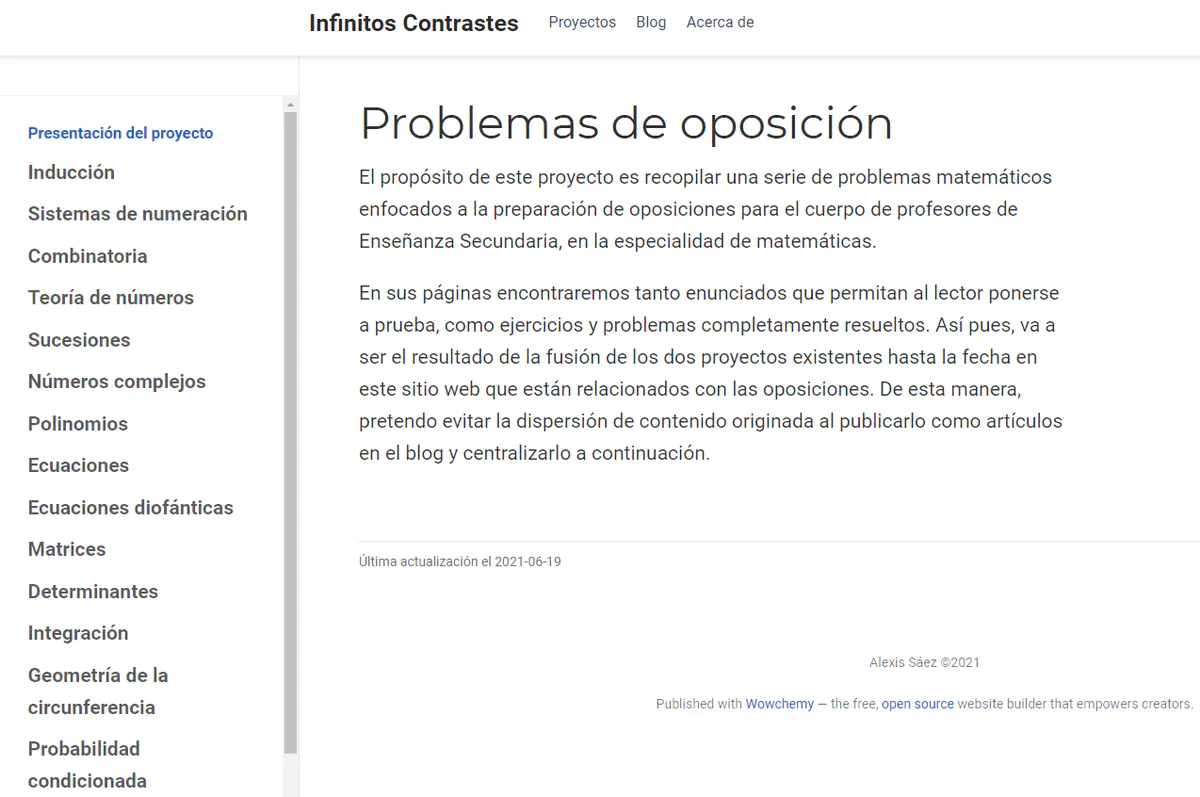 Infinitos Contrastes Proyectos Blog Acerca de
Presentación del proyecto
Inducción
Sistemas de numeración
Combinatoria
Teoría de números
Sucesiones
Números complejos
Polinomios
Ecuaciones
Ecuaciones diofánticas
Matrices
Determinantes
Integración
Geometría de la
circunferencia
Probabilidad
condicionada
Problemas de oposición
El propósito de este proyecto es recopilar una serie de problemas matemáticos
enfocados a la preparación de oposiciones para el cuerpo de profesores de
Enseñanza Secundaria, en la especialidad de matemáticas.
En sus páginas encontraremos tanto enunciados que permitan al lector ponerse
a prueba, como ejercicios y problemas completamente resueltos. Así pues, va a
ser el resultado de la fusión de los dos proyectos existentes hasta la fecha en
este sitio web que están relacionados con las oposiciones. De esta manera,
pretendo evitar la dispersión de contenido originada al publicarlo como artículos
en el blog y centralizarlo a continuación.
Última actualización el 2021-06-19
Alexis Sáez ©2021
Published with Wowchemy — the free, open source website builder that empowers creators.